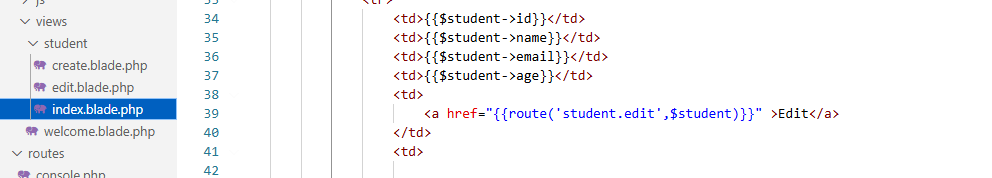 js
views
student
create.blade.php
edit.blade.php
index.blade.php
welcome.blade.php
routes
console.php
33 <tr>
34 <td>{{$student->id}}</td>
35 <td>{{$student->name}}</td>
36 <td>{{$student->email}}</td>
37 <td>{{$student->age}}</td>
38 <td>
39 <a href="{{route('student.edit',$student)}}" >Edit</a>
40 </td>
41 <td>
42